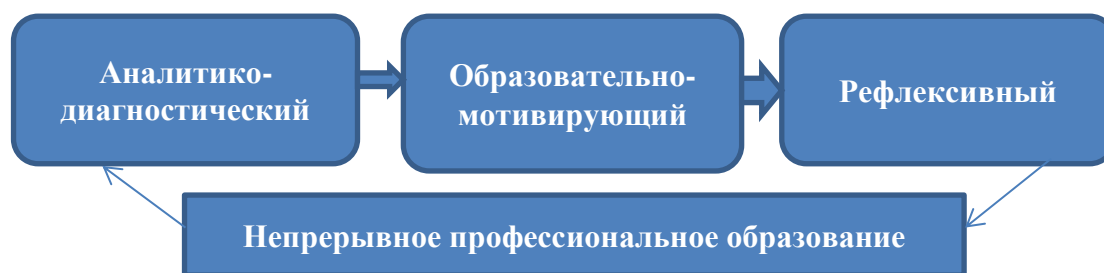 Аналитико-
диагностический
Образовательно-
мотивирующий
Рефлексивный
Непрерывное профессиональное образование